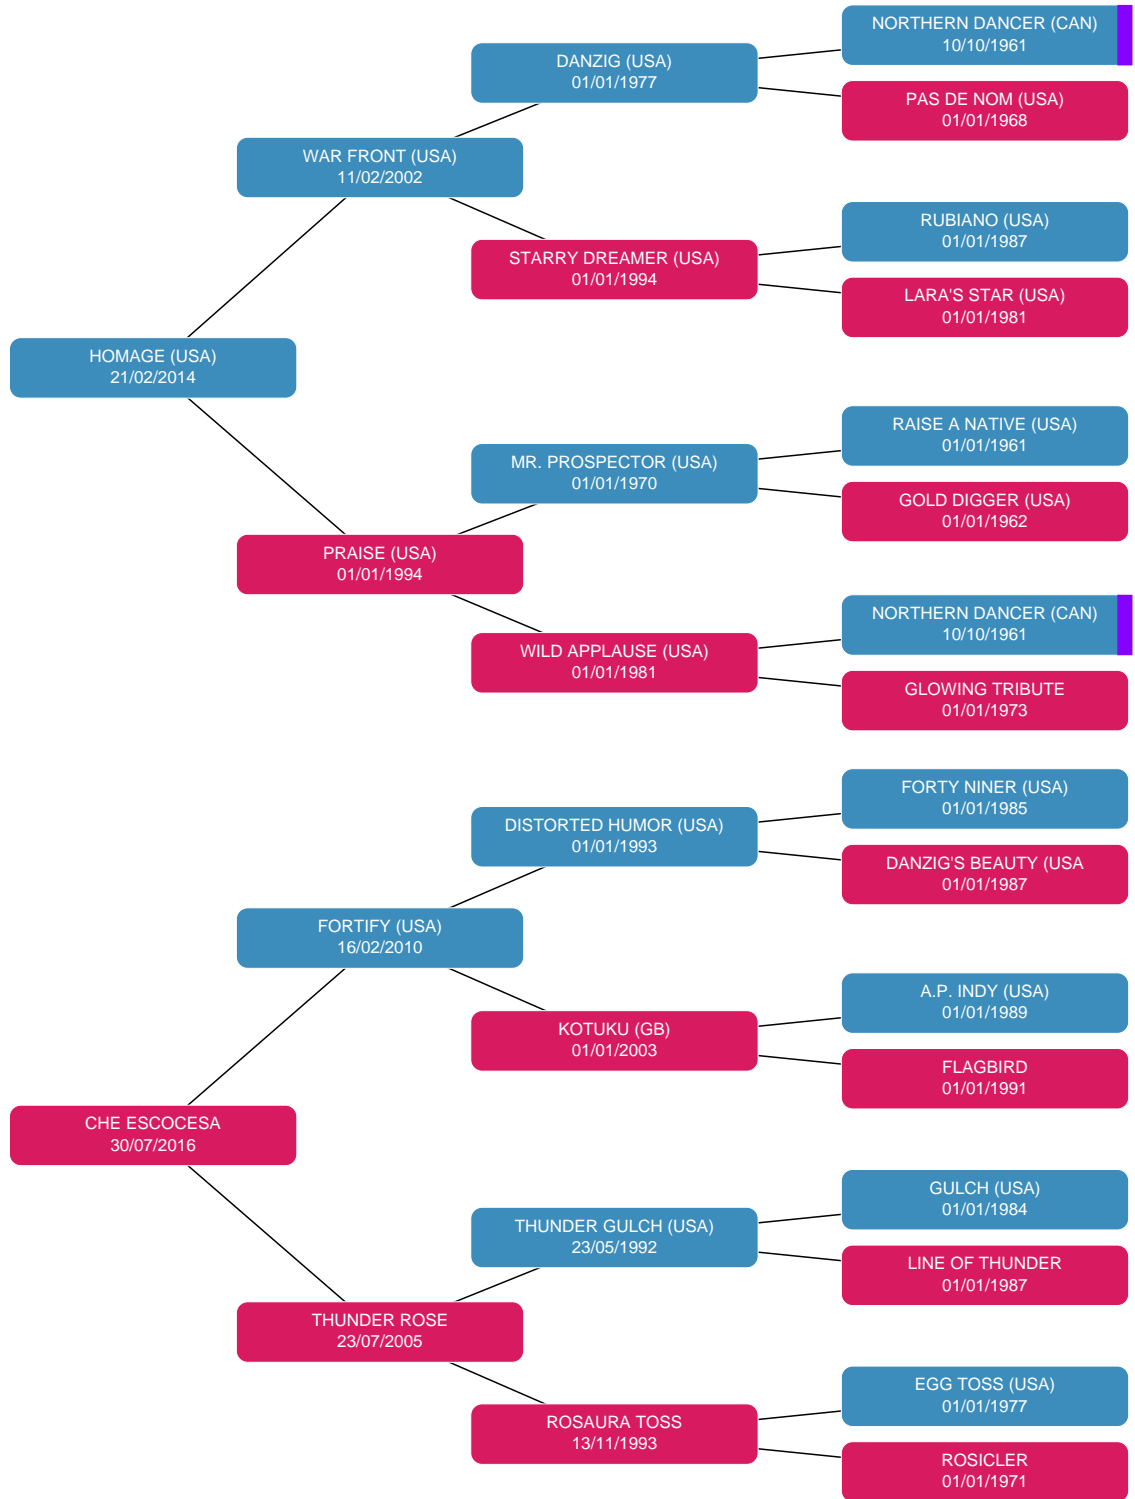 NORTHERN DANCER (CAN)
10/10/1961
DANZIG (USA)
01/01/1977
PAS DE NOM (USA)
01/01/1968
WAR FRONT (USA)
11/02/2002
RUBIANO (USA)
01/01/1987
STARRY DREAMER (USA)
01/01/1994
LARA'S STAR (USA)
01/01/1981
HOMAGE (USA)
21/02/2014
RAISE A NATIVE (USA)
01/01/1961
MR. PROSPECTOR (USA)
01/01/1970
GOLD DIGGER (USA)
01/01/1962
PRAISE (USA)
01/01/1994
NORTHERN DANCER (CAN)
10/10/1961
WILD APPLAUSE (USA)
01/01/1981
GLOWING TRIBUTE
01/01/1973
FORTY NINER (USA)
01/01/1985
DISTORTED HUMOR (USA)
01/01/1993
DANZIG'S BEAUTY (USA
01/01/1987
FORTIFY (USA)
16/02/2010
A.P. INDY (USA)
01/01/1989
KOTUKU (GB)
01/01/2003
FLAGBIRD
01/01/1991
CHE ESCOCESA
30/07/2016
GULCH (USA)
01/01/1984
THUNDER GULCH (USA)
23/05/1992
LINE OF THUNDER
01/01/1987
THUNDER ROSE
23/07/2005
EGG TOSS (USA)
01/01/1977
ROSAURA TOSS
13/11/1993
ROSICLER
01/01/1971